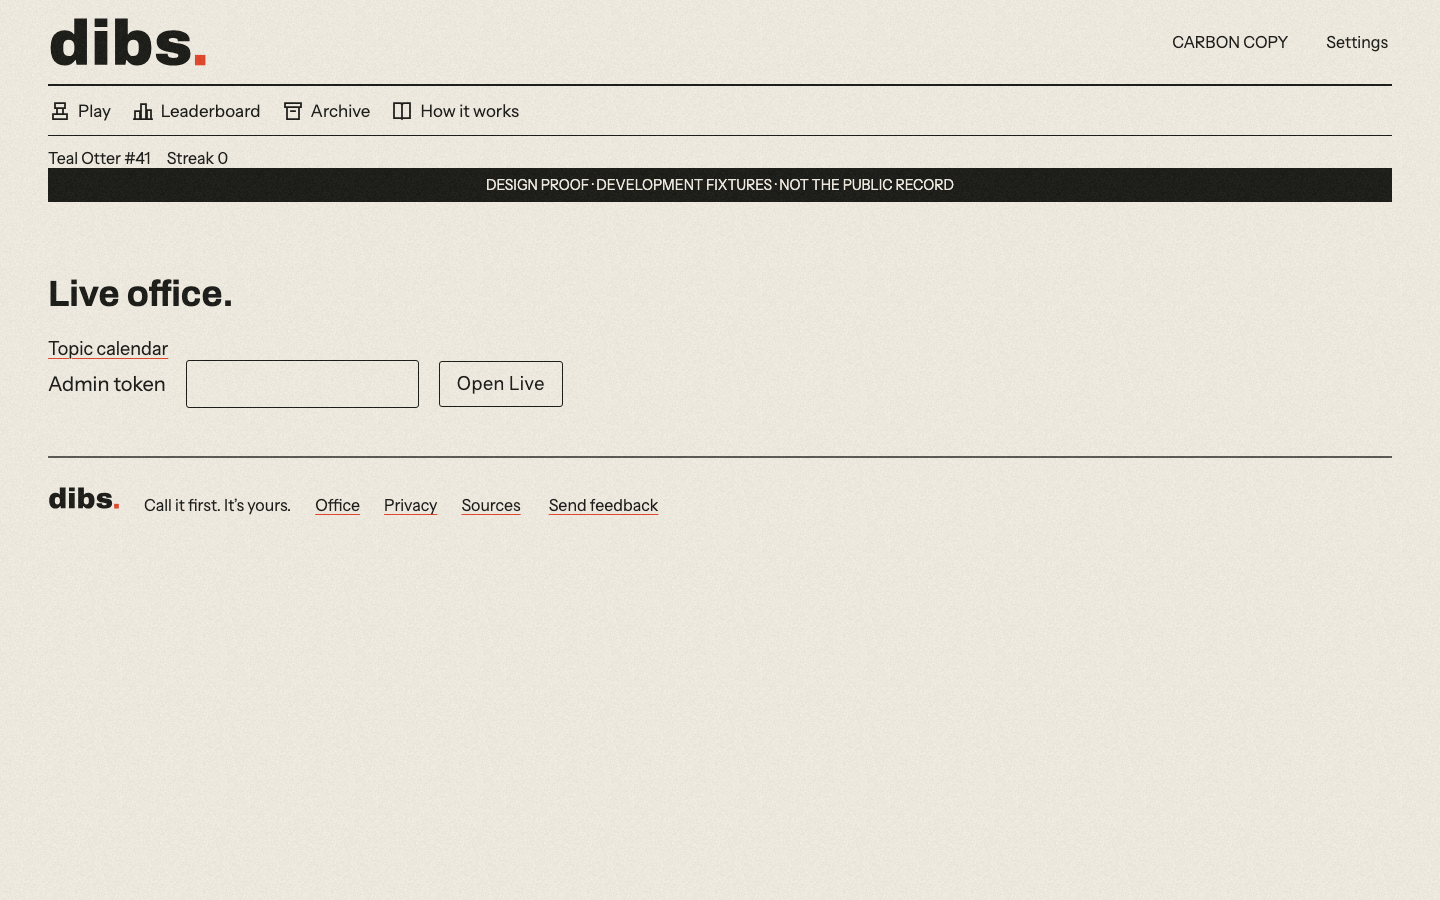 dibs.
CARBON COPY Settings
Play Leaderboard Archive How it works
Teal Otter #41 Streak 0
DESIGN PROOF · DEVELOPMENT FIXTURES · NOT THE PUBLIC RECORD
Live office.
Topic calendar
Admin token Open Live
dibs. Call it first. It’s yours. Office Privacy Sources Send feedback